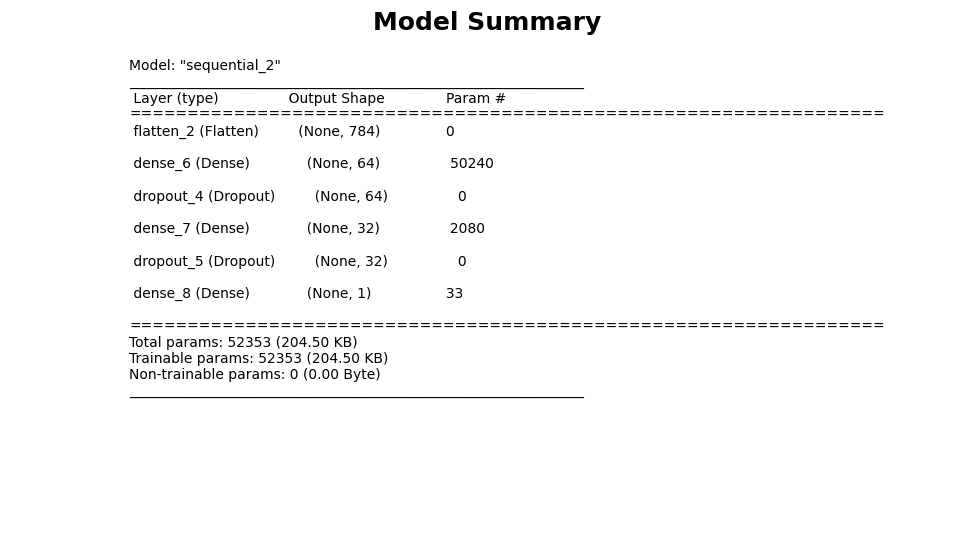 Model Summary
Model: "sequential_2"
_________________________________________________________________
Layer (type) Output Shape Param #
=================================================================
flatten_2 (Flatten) (None, 784) 0
dense_6 (Dense) (None, 64) 50240
dropout_4 (Dropout) (None, 64) 0
dense_7 (Dense) (None, 32) 2080
dropout_5 (Dropout) (None, 32) 0
dense_8 (Dense) (None, 1) 33
=================================================================
Total params: 52353 (204.50 KB)
Trainable params: 52353 (204.50 KB)
Non-trainable params: 0 (0.00 Byte)
_________________________________________________________________